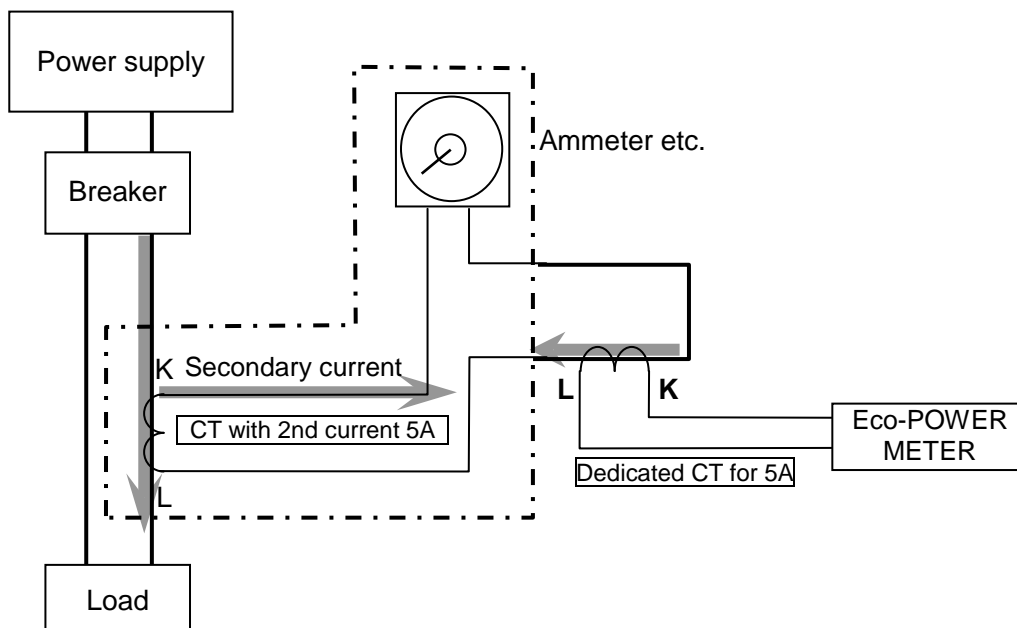 Power supply
Ammeter etc.
Breaker
K Secondary current
L K
CT with 2nd current 5A
Eco-POWER
METER
Dedicated CT for 5A
L
Load